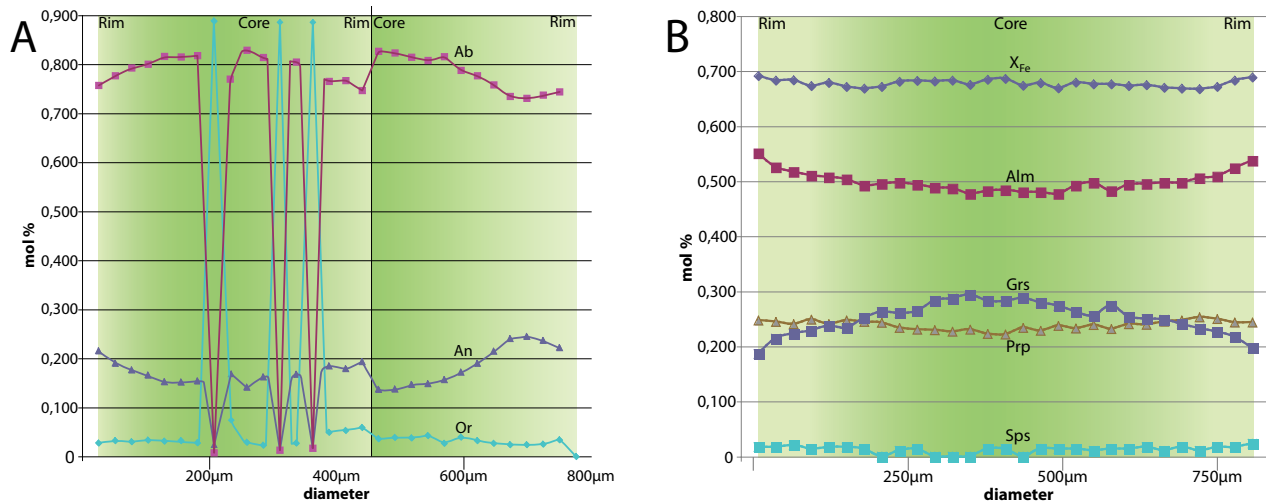 A
0,900
0,800
0,700
0,600
0,500
0,400
0,300
0,200
0,100
0
mol %
Rim
Core
Rim
Core
Rim
Ab
An
Or
200µm
400µm
600µm
800µm
diameter
B
0,800
0,700
0,600
0,500
0,400
0,300
0,200
0,100
0,000
mol %
Rim
Core
Rim
XFe
Alm
Grs
Prp
Sps
250µm
500µm
750µm
diameter